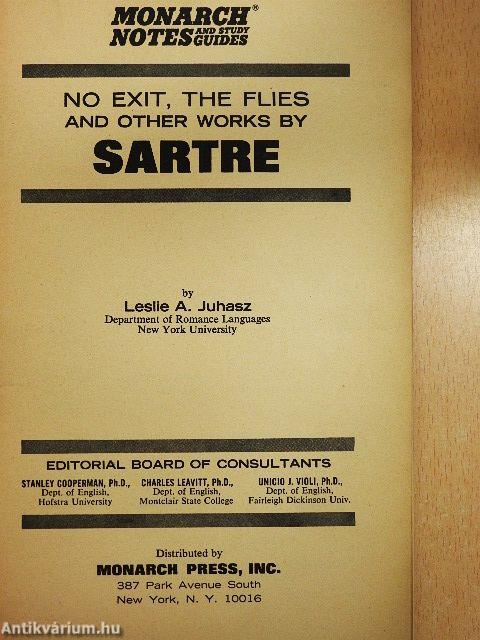 MONARCH®
NOTES AND STUDY GUIDES
NO EXIT, THE FLIES
AND OTHER WORKS BY
SARTRE
by
Leslie A. Juhasz
Department of Romance Languages
New York University
EDITORIAL BOARD OF CONSULTANTS
STANLEY COOPERMAN, Ph.D., CHARLES LEAVITT, Ph.D., UNICIO J. VIOLI, Ph.D.,
Dept. of English, Dept. of English, Dept. of English,
Hofstra University Montclair State College Fairleigh Dickinson Univ.
Distributed by
MONARCH PRESS, INC.
387 Park Avenue South
New York, N. Y. 10016
Antikvárium.hu